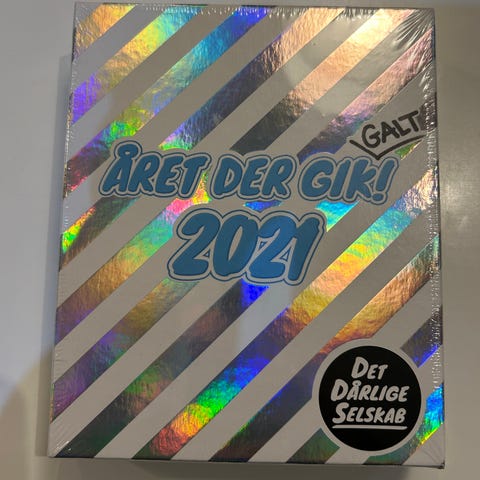 GALT
ÅRET DER GIK!
2021
DET
DÅRLIGE
SELSKAB